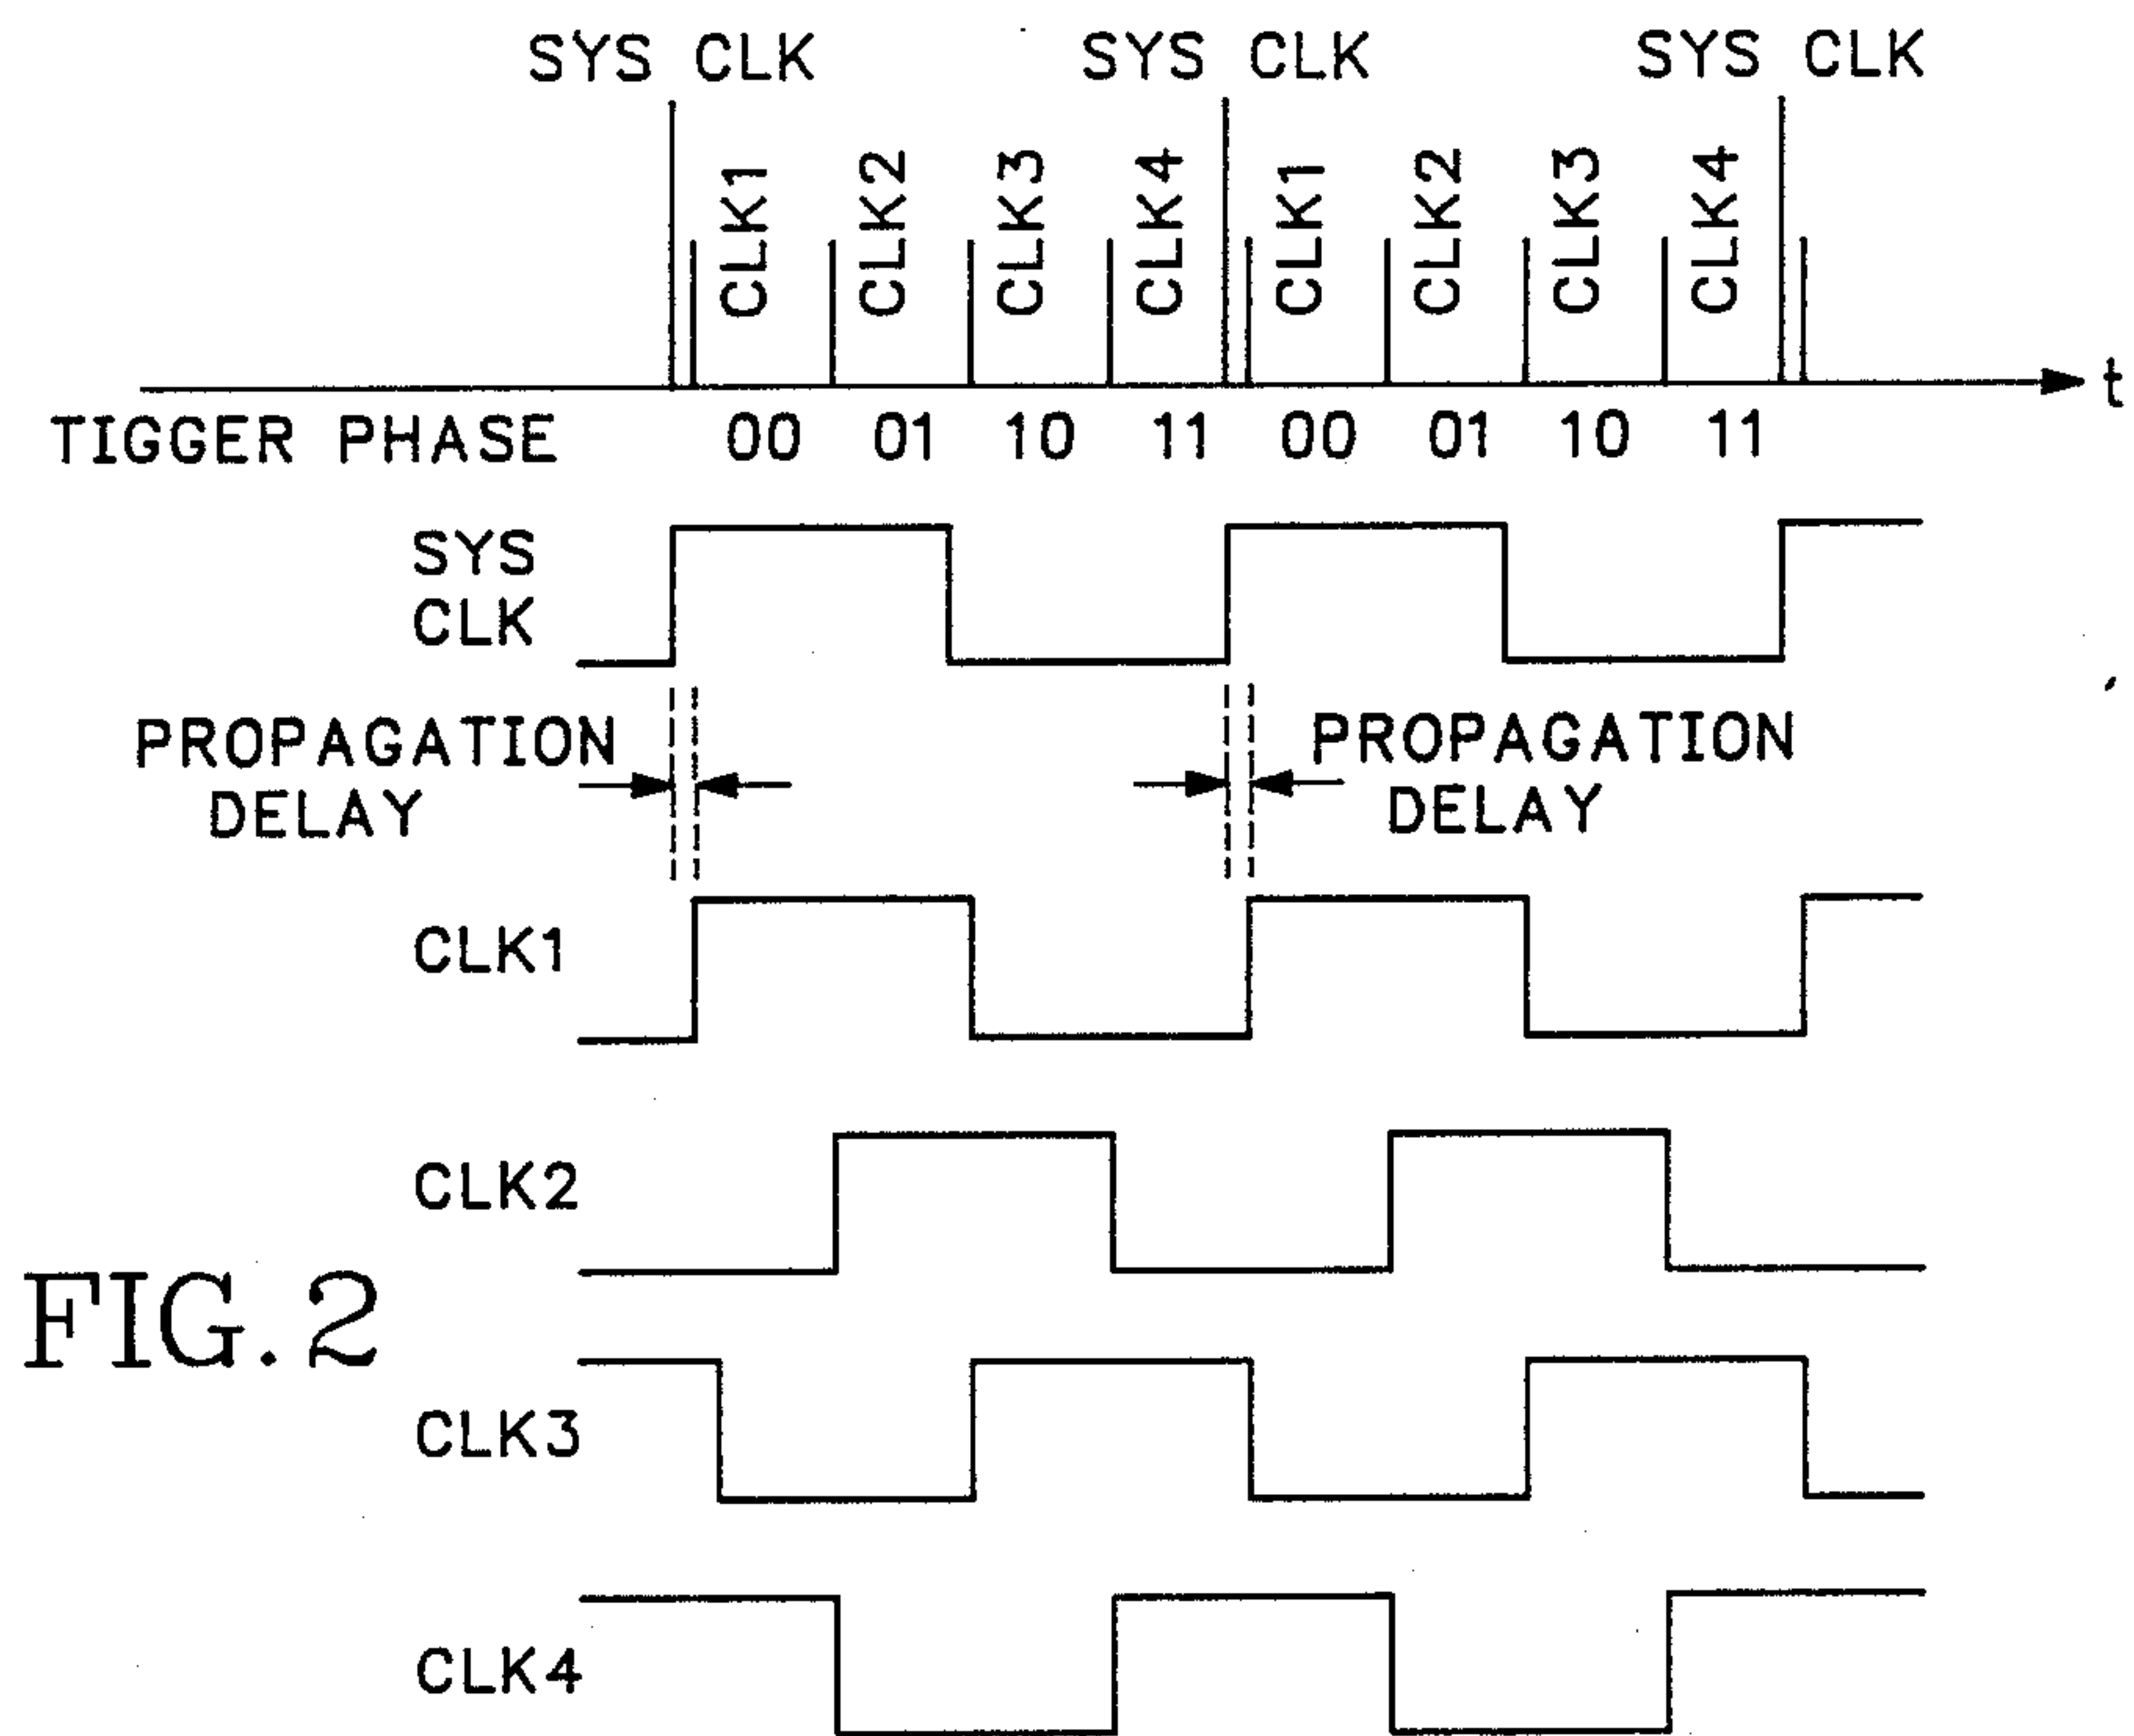 SYS CLK SYS CLK SYS CLK
CLK1 CLK2 CLK3 CLK4 CLK1 CLK2 CLK3 CLK4
t
TIGGER PHASE 00 01 10 11 00 01 10 11
SYS
CLK
PROPAGATION
DELAY
PROPAGATION
DELAY
CLK1
CLK2
FIG. 2
CLK3
CLK4